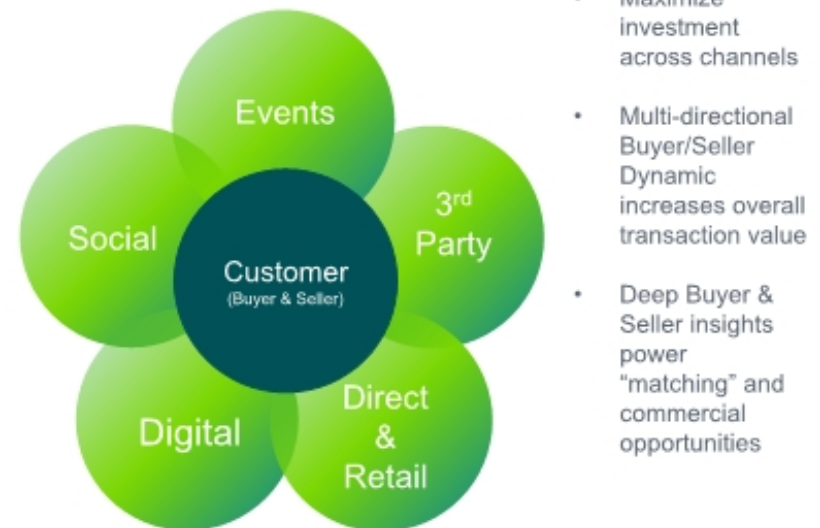 Events
Social
3rd
Party
Customer
(Buyer & Seller)
Digital
Direct
&
Retail
• Maximize
investment
across channels
• Multi-directional
Buyer/Seller
Dynamic
increases overall
transaction value
• Deep Buyer &
Seller insights
power
“matching” and
commercial
opportunities